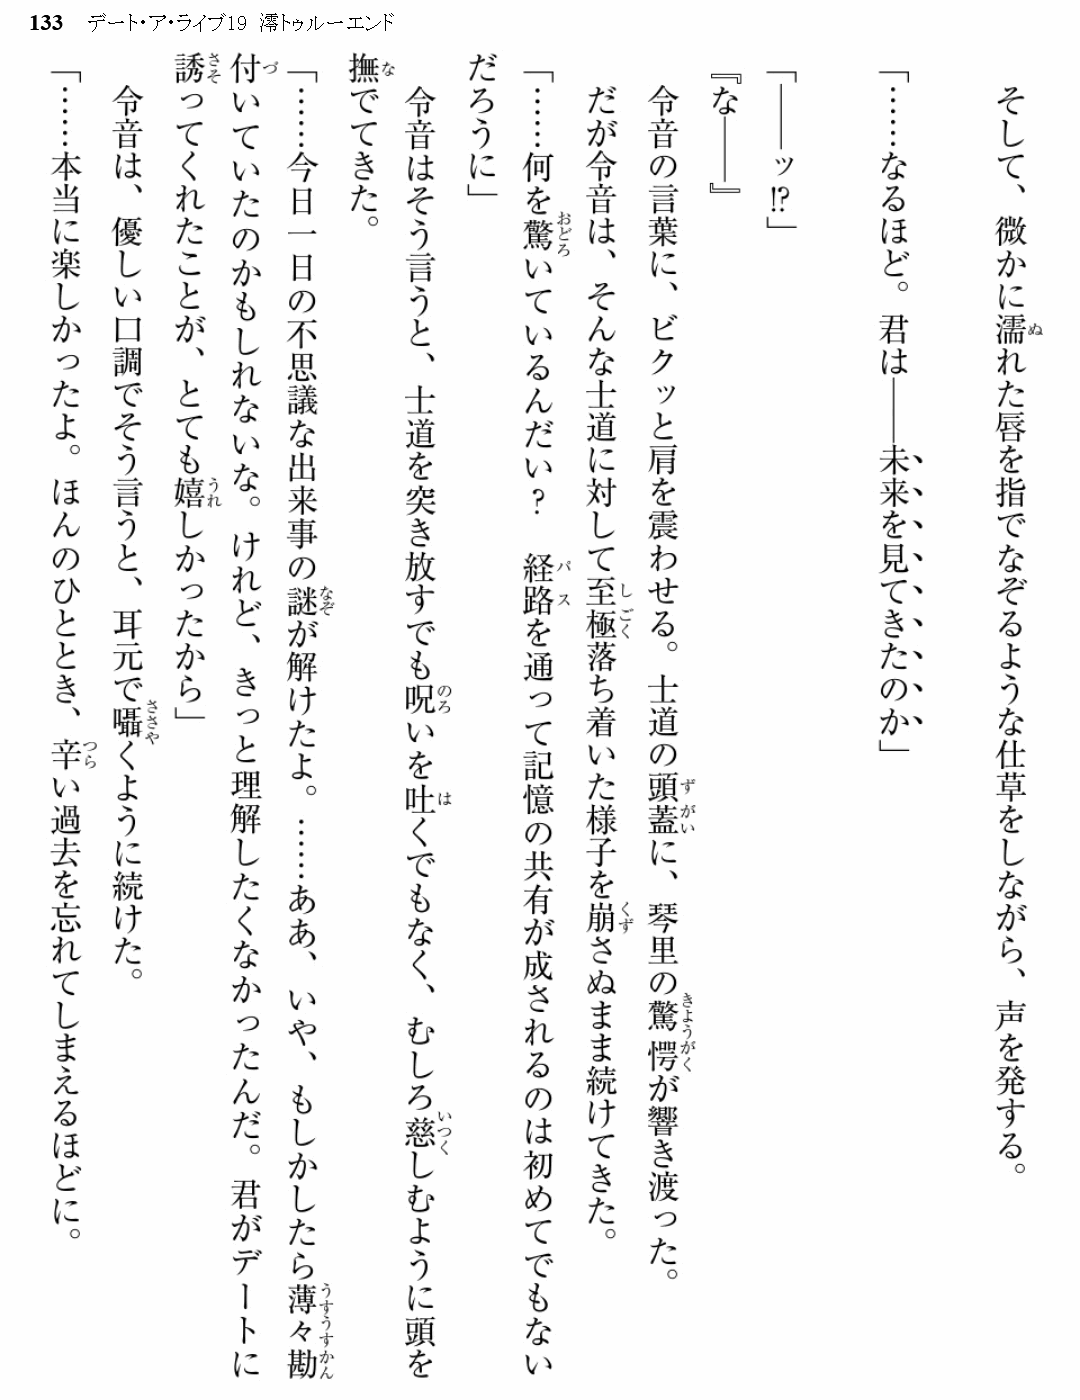 133 デート・ア・ライブ19 澪トゥルーエンド
そして、微かに濡れた唇を指でなぞるような仕草をしながら、声を発する。
「……なるほど。君は――未来を見てきたのか」
「――ッ!?」
『な――』
令音の言葉に、ビクッと肩を震わせる。士道の頭蓋に、琴里の驚愕が響き渡った。
だが令音は、そんな士道に対して至極落ち着いた様子を崩さぬまま続けてきた。
「……何を驚いているんだい? 経路を通って記憶の共有が成されるのは初めてでもない
だろうに」
令音はそう言うと、士道を突き放すでも呪いを吐くでもなく、むしろ慈しむように頭を
撫でてきた。
「……今日一日の不思議な出来事の謎が解けたよ。……ああ、いや、もしかしたら薄々勘
付いていたのかもしれないな。けれど、きっと理解したくなかったんだ。君がデートに
誘ってくれたことが、とても嬉しかったから」
令音は、優しい口調でそう言うと、耳元で囁くように続けた。
「……本当に楽しかったよ。ほんのひととき、辛い過去を忘れてしまえるほどに。